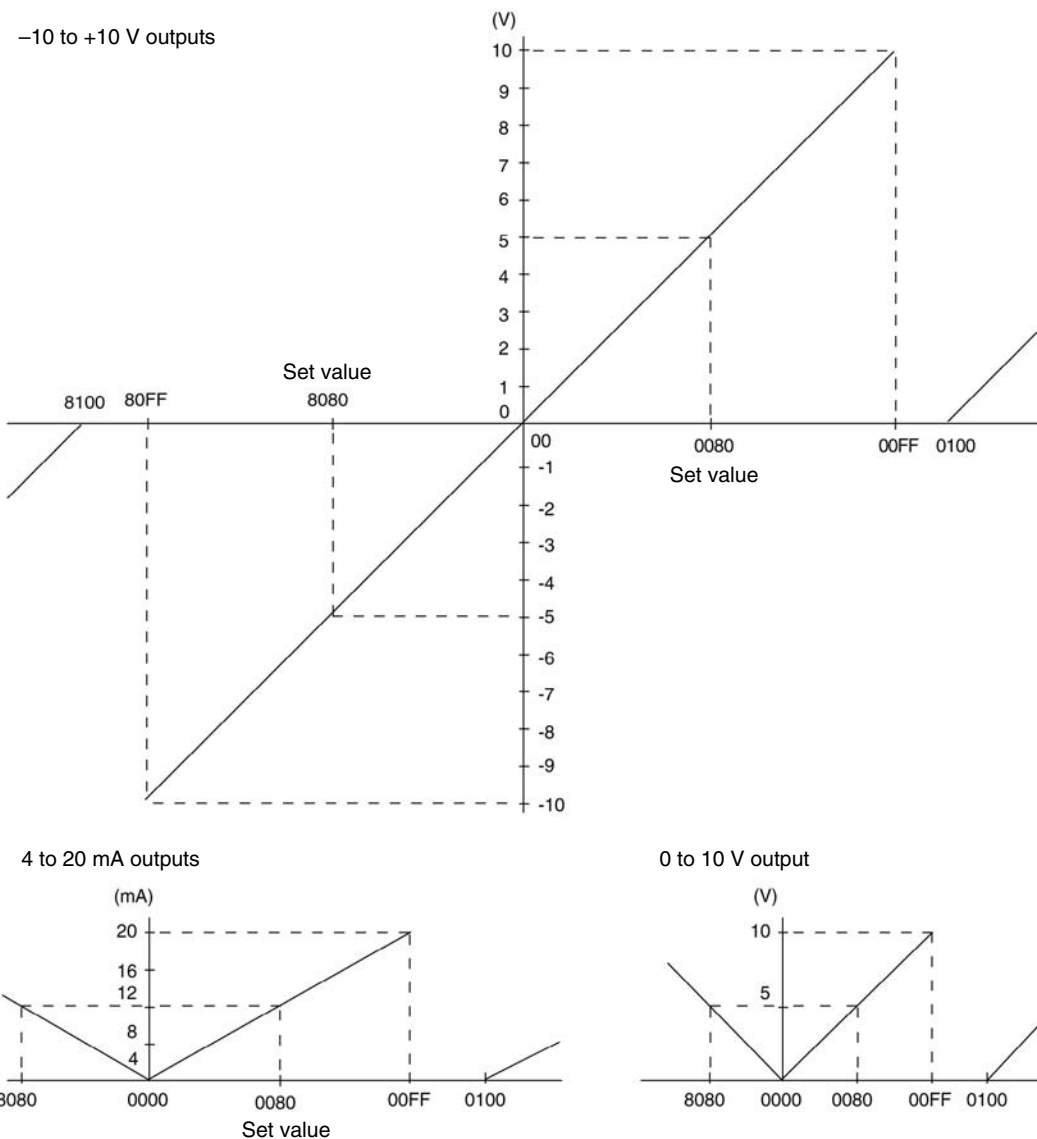 –10 to +10 V outputs
(V)
10
9
8
7
6
5
4
3
2
1
0
Set value
8100 80FF 8080
00
0080 00FF 0100
Set value
-1
-2
-3
-4
-5
-6
-7
-8
-9
-10
4 to 20 mA outputs
(mA)
20
16
12
8
4
8080 0000 0080 00FF 0100
Set value
0 to 10 V output
(V)
10
5
8080 0000 0080 00FF 0100